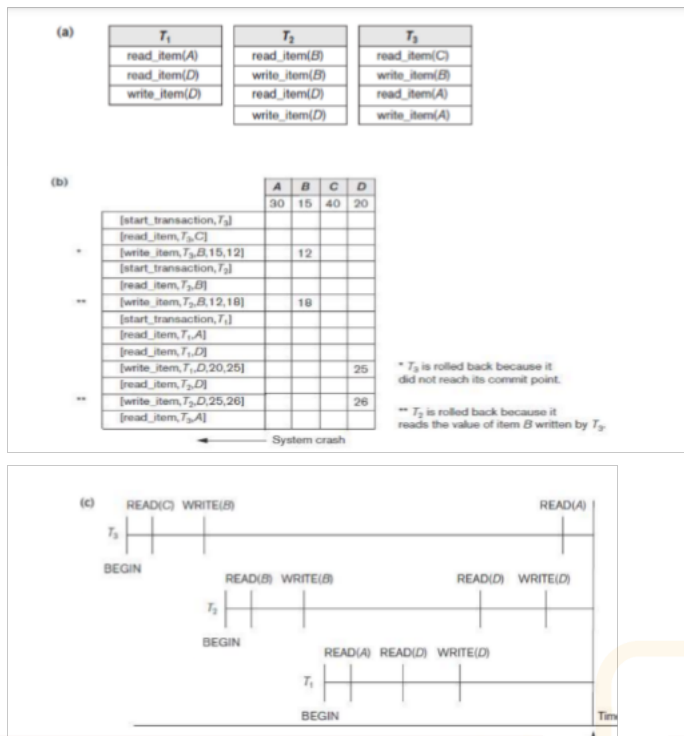 (a)
T₁ T₂ T₃
read_item(A) read_item(B) read_item(C)
read_item(D) write_item(B) write_item(B)
write_item(D) read_item(D) read_item(A)
write_item(D) write_item(A)
(b)
A B C D
30 15 40 20
[start_transaction,T₃]
[read_item,T₃,C]
* [write_item,T₃,B,15,12] 12
[start_transaction,T₂]
[read_item,T₂,B]
** [write_item,T₂,B,12,18] 18
[start_transaction,T₁]
[read_item,T₁,A]
[read_item,T₁,D]
[write_item,T₁,D,20,25] 25
[read_item,T₂,D]
** [write_item,T₂,D,25,26] 26
[read_item,T₃,A]
* T₃ is rolled back because it
did not reach its commit point.
** T₂ is rolled back because it
reads the value of item B written by T₃.
System crash
(c)
READ(C) WRITE(B) READ(A)
T₃
BEGIN
READ(B) WRITE(B) READ(D) WRITE(D)
T₂
BEGIN
READ(A) READ(D) WRITE(D)
T₁
BEGIN